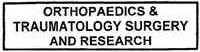 ORTHOPAEDICS &
TRAUMATOLOGY SURGERY
AND RESEARCH